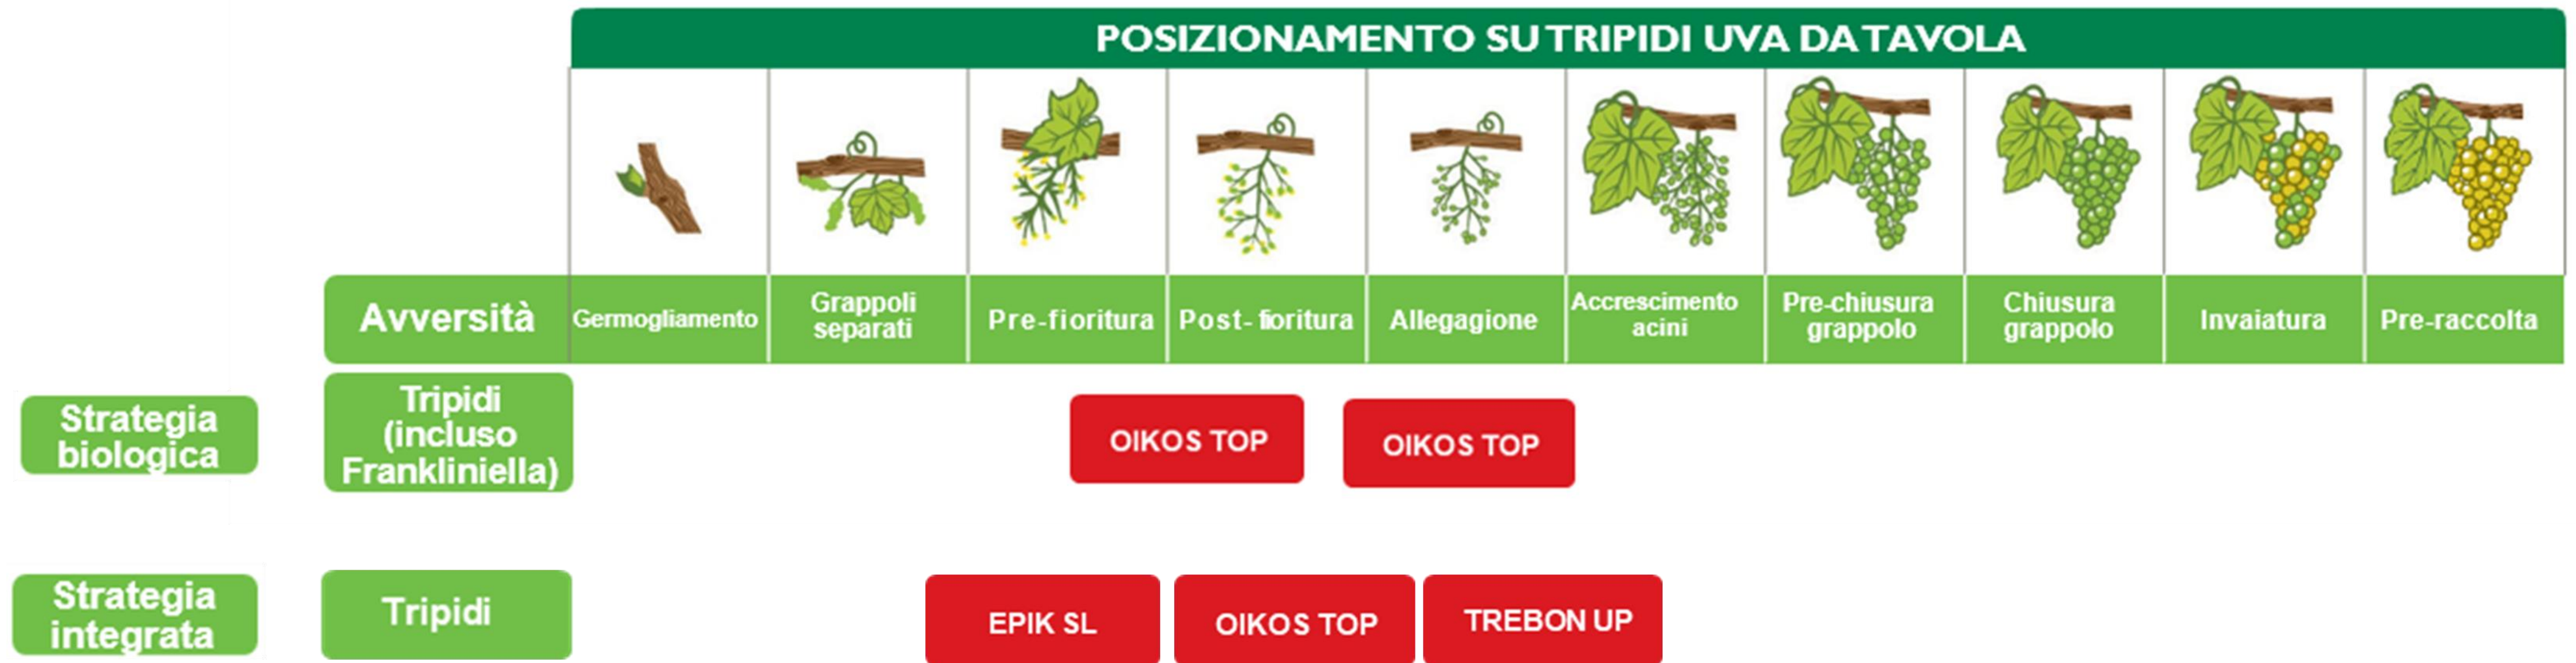 POSIZIONAMENTO SU TRIPIDI UVA DA TAVOLA
Avversità
Germogliamento
Grappoli
separati
Pre-fioritura
Post-fioritura
Allegagione
Accrescimento
acini
Pre-chiusura
grappolo
Chiusura
grappolo
Invaiatura
Pre-raccolta
Strategia
biologica
Tripidi
(incluso
Frankliniella)
OIKOS TOP
OIKOS TOP
Strategia
integrata
Tripidi
EPIK SL
OIKOS TOP
TREBON UP